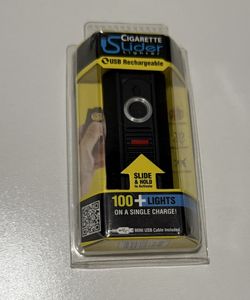 CIGARETTE
Slider
Lighter
USB Rechargeable
SLIDE
& HOLD
to Activate
100+LIGHTS
ON A SINGLE CHARGE!
MINI USB Cable Included